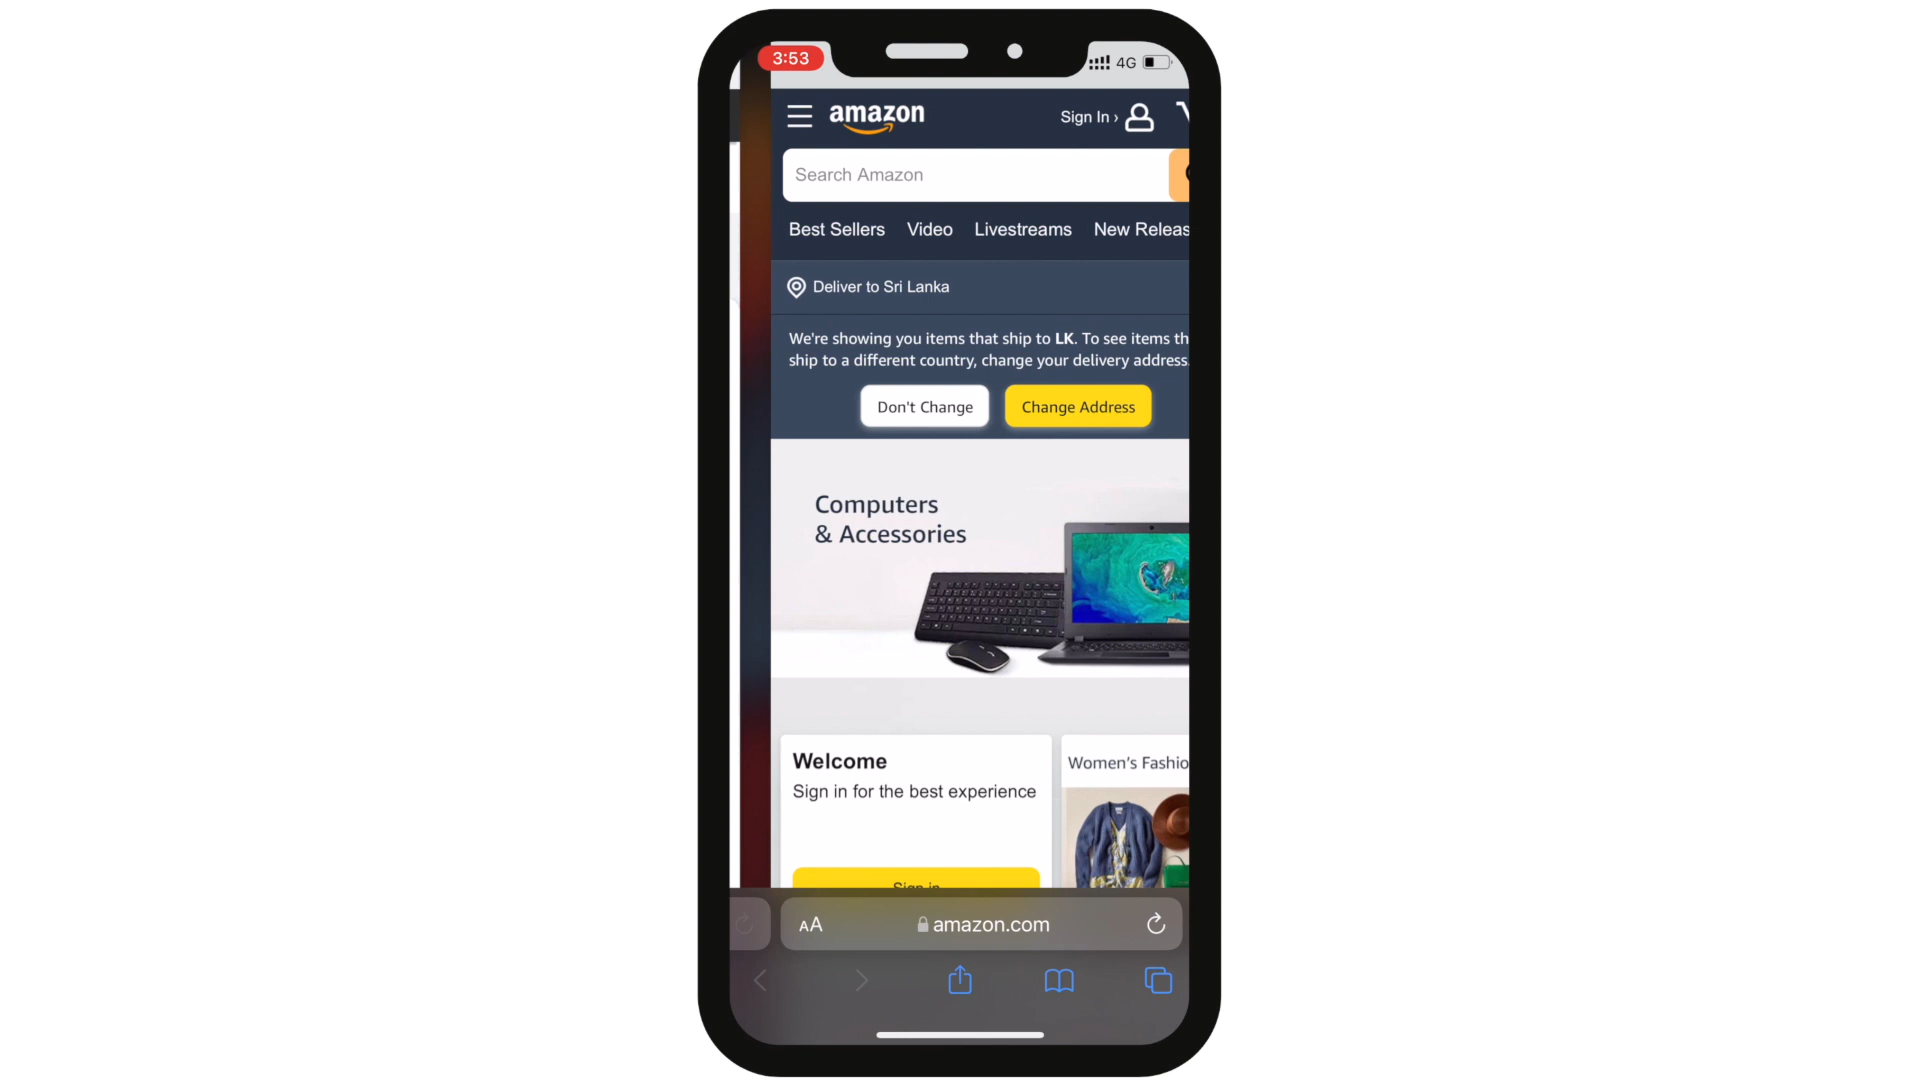 3:53
4G
amazon
Sign In ›
Search Amazon
Best Sellers Video Livestreams New Releas
Deliver to Sri Lanka
We're showing you items that ship to LK. To see items th
ship to a different country, change your delivery address.
Don't Change
Change Address
Computers
& Accessories
Welcome
Sign in for the best experience
Women's Fashio
Sign in
AA
amazon.com